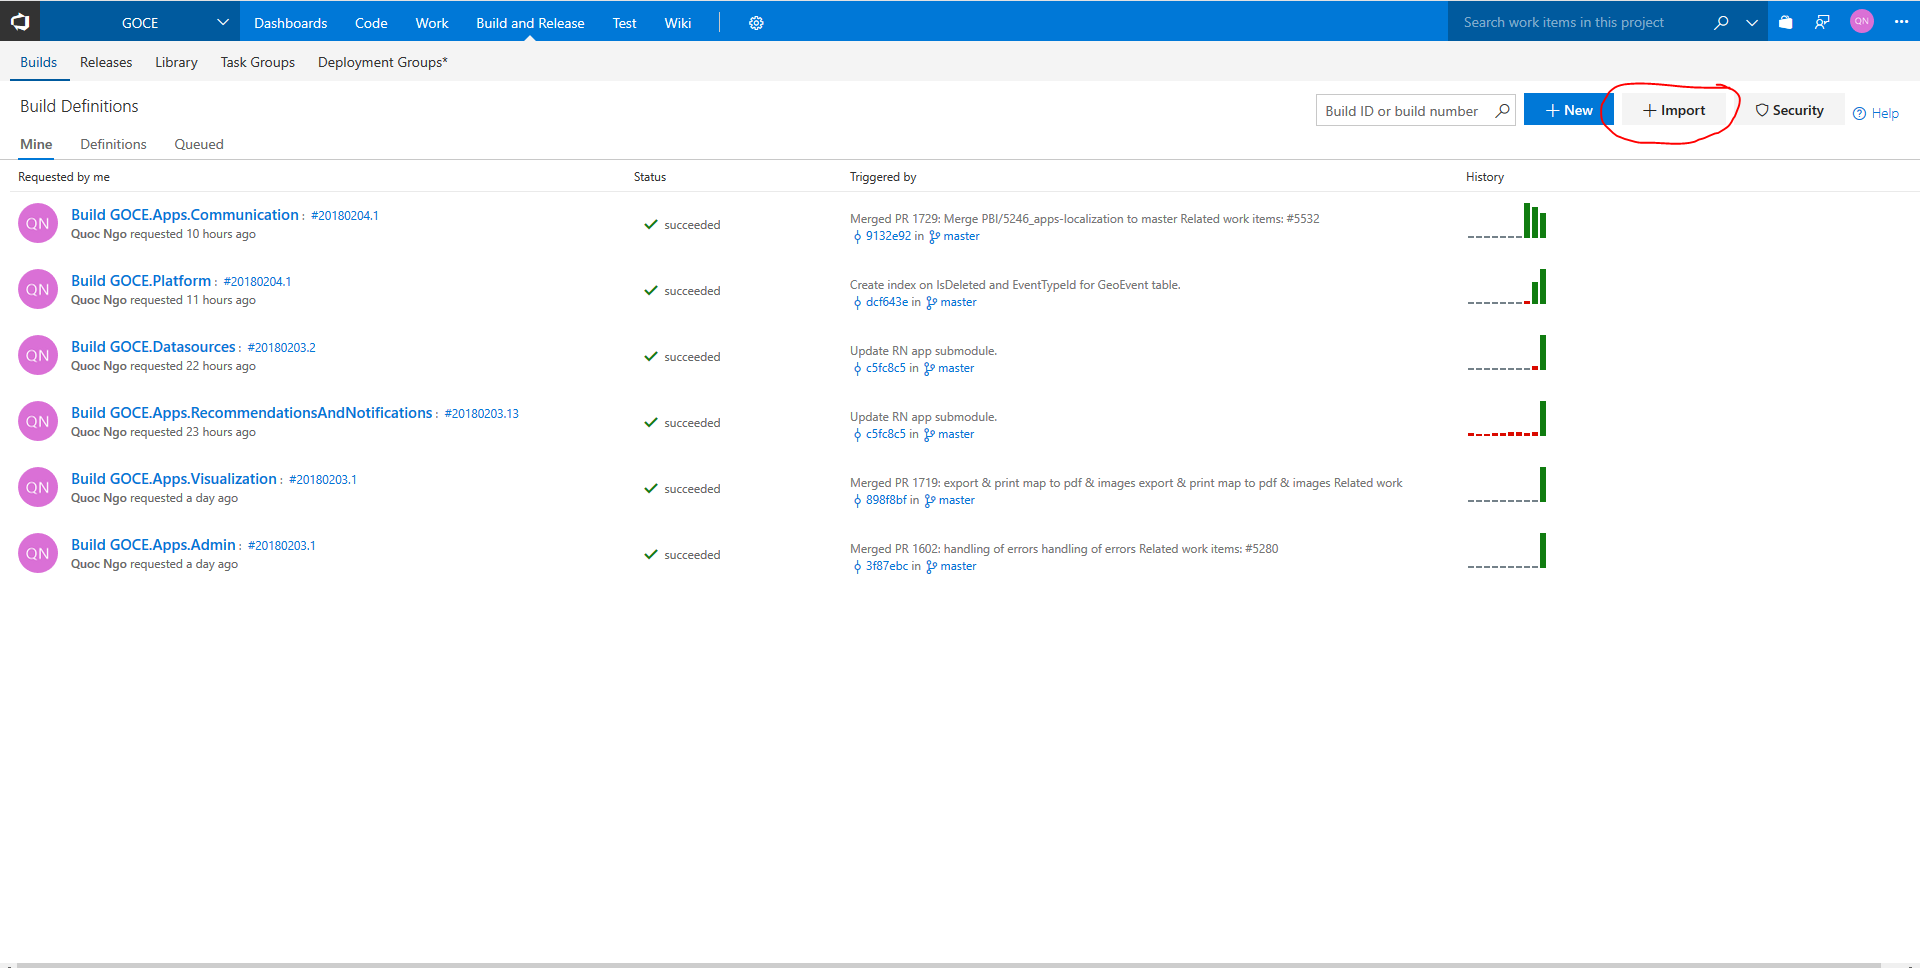 GOCE Dashboards Code Work Build and Release Test Wiki Search work items in this project QN
Builds Releases Library Task Groups Deployment Groups*
Build Definitions
Build ID or build number New Import Security Help
Mine Definitions Queued
Requested by me Status Triggered by History
QN Build GOCE.Apps.Communication : #20180204.1
Quoc Ngo requested 10 hours ago
succeeded
Merged PR 1729: Merge PBI/5246_apps-localization to master Related work items: #5532
9132e92 in master
QN Build GOCE.Platform : #20180204.1
Quoc Ngo requested 11 hours ago
succeeded
Create index on IsDeleted and EventTypeId for GeoEvent table.
dcf643e in master
QN Build GOCE.Datasources : #20180203.2
Quoc Ngo requested 22 hours ago
succeeded
Update RN app submodule.
c5fc8c5 in master
QN Build GOCE.Apps.RecommendationsAndNotifications : #20180203.13
Quoc Ngo requested 23 hours ago
succeeded
Update RN app submodule.
c5fc8c5 in master
QN Build GOCE.Apps.Visualization : #20180203.1
Quoc Ngo requested a day ago
succeeded
Merged PR 1719: export & print map to pdf & images export & print map to pdf & images Related work
898f8bf in master
QN Build GOCE.Apps.Admin : #20180203.1
Quoc Ngo requested a day ago
succeeded
Merged PR 1602: handling of errors handling of errors Related work items: #5280
3f87ebc in master